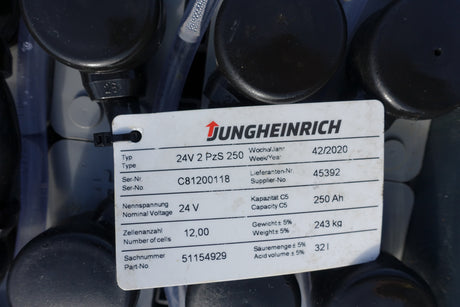 JUNGHEINRICH
Typ
Type
24V 2 PzS 250
Woche/Jahr
Week/Year
42/2020
Ser-Nr.
Ser-No.
C81200118
Lieferanten-Nr.
Supplier-No.
45392
Nennspannung
Nominal Voltage
24 V
Kapazität C5
Capacity C5
250 Ah
Zellenanzahl
Number of cells
12,00
Gewicht± 5%
Weight± 5%
243 kg
Sachnummer
Part-No.
51154929
Säuremenge± 5%
Acid volume± 5%
32 l